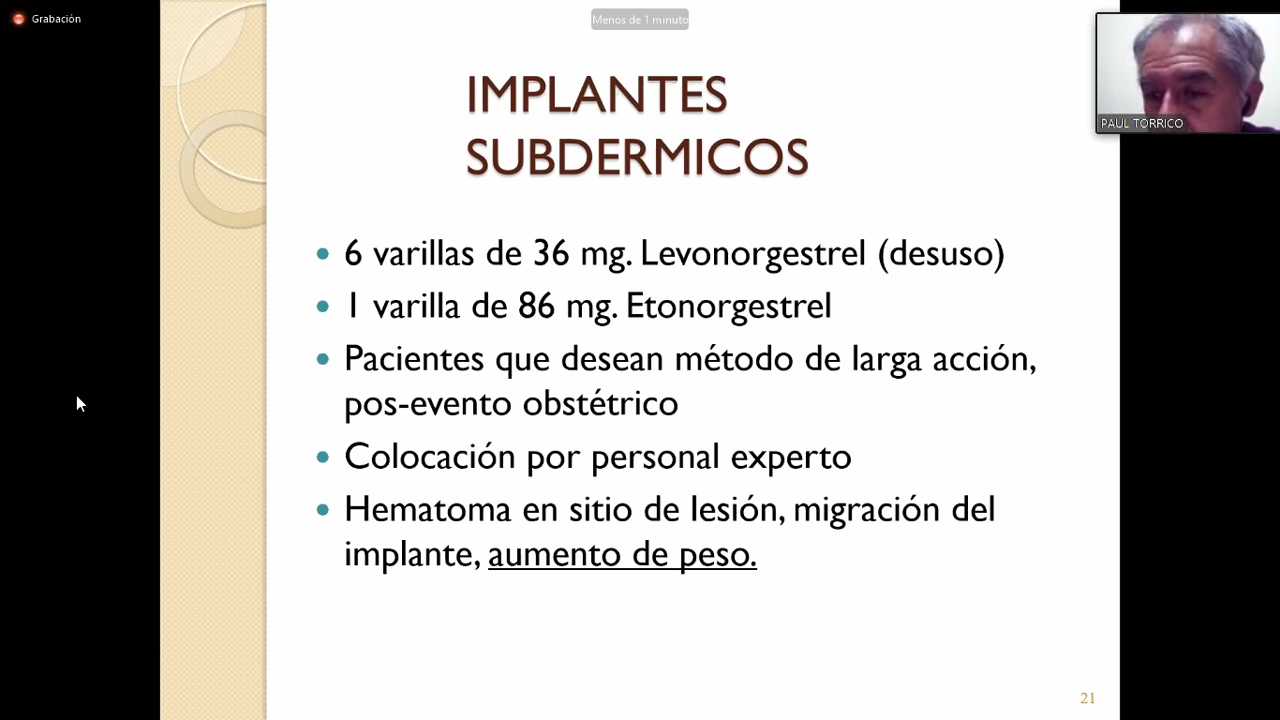 Grabación
Menos de 1 minuto
PAUL TORRICO
IMPLANTES
SUBDERMICOS
• 6 varillas de 36 mg. Levonorgestrel (desuso)
• 1 varilla de 86 mg. Etonorgestrel
• Pacientes que desean método de larga acción,
pos-evento obstétrico
• Colocación por personal experto
• Hematoma en sitio de lesión, migración del
implante, aumento de peso.
21